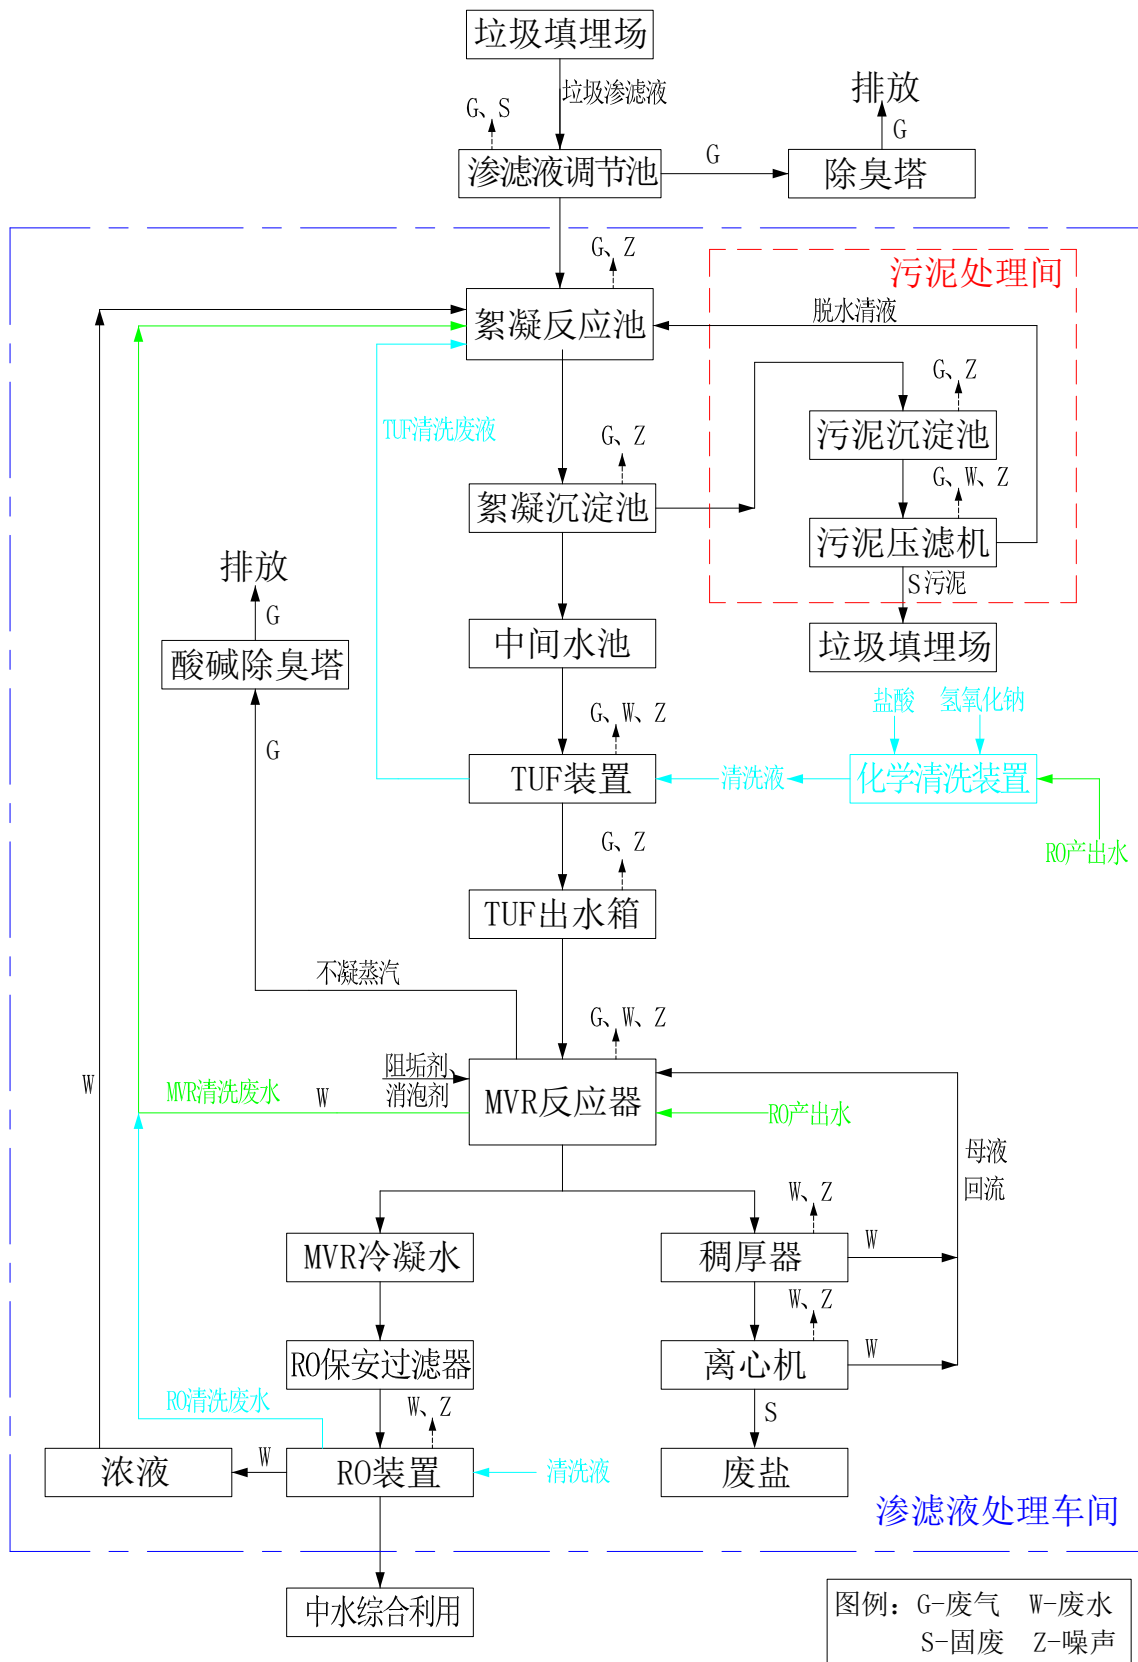 垃圾填埋场
垃圾渗滤液
排放
G、S
G
渗滤液调节池
G
除臭塔
G、Z
污泥处理间
脱水清液
絮凝反应池
G、Z
污泥沉淀池
TUF清洗废液
G、Z
G、W、Z
絮凝沉淀池
污泥压滤机
排放
S污泥
G
中间水池
垃圾填埋场
酸碱除臭塔
盐酸
氢氧化钠
G、W、Z
G
TUF装置
清洗液
化学清洗装置
RO产出水
G、Z
TUF出水箱
不凝蒸汽
G、W、Z
阻垢剂、
消泡剂
W
MVR清洗废水
W
MVR反应器
RO产出水
母液
回流
W、Z
MVR冷凝水
稠厚器
W
W、Z
RO保安过滤器
离心机
W
RO清洗废水
W、Z
S
浓液
W
RO装置
清洗液
废盐
渗滤液处理车间
中水综合利用
图例：G-废气 W-废水
S-固废 Z-噪声